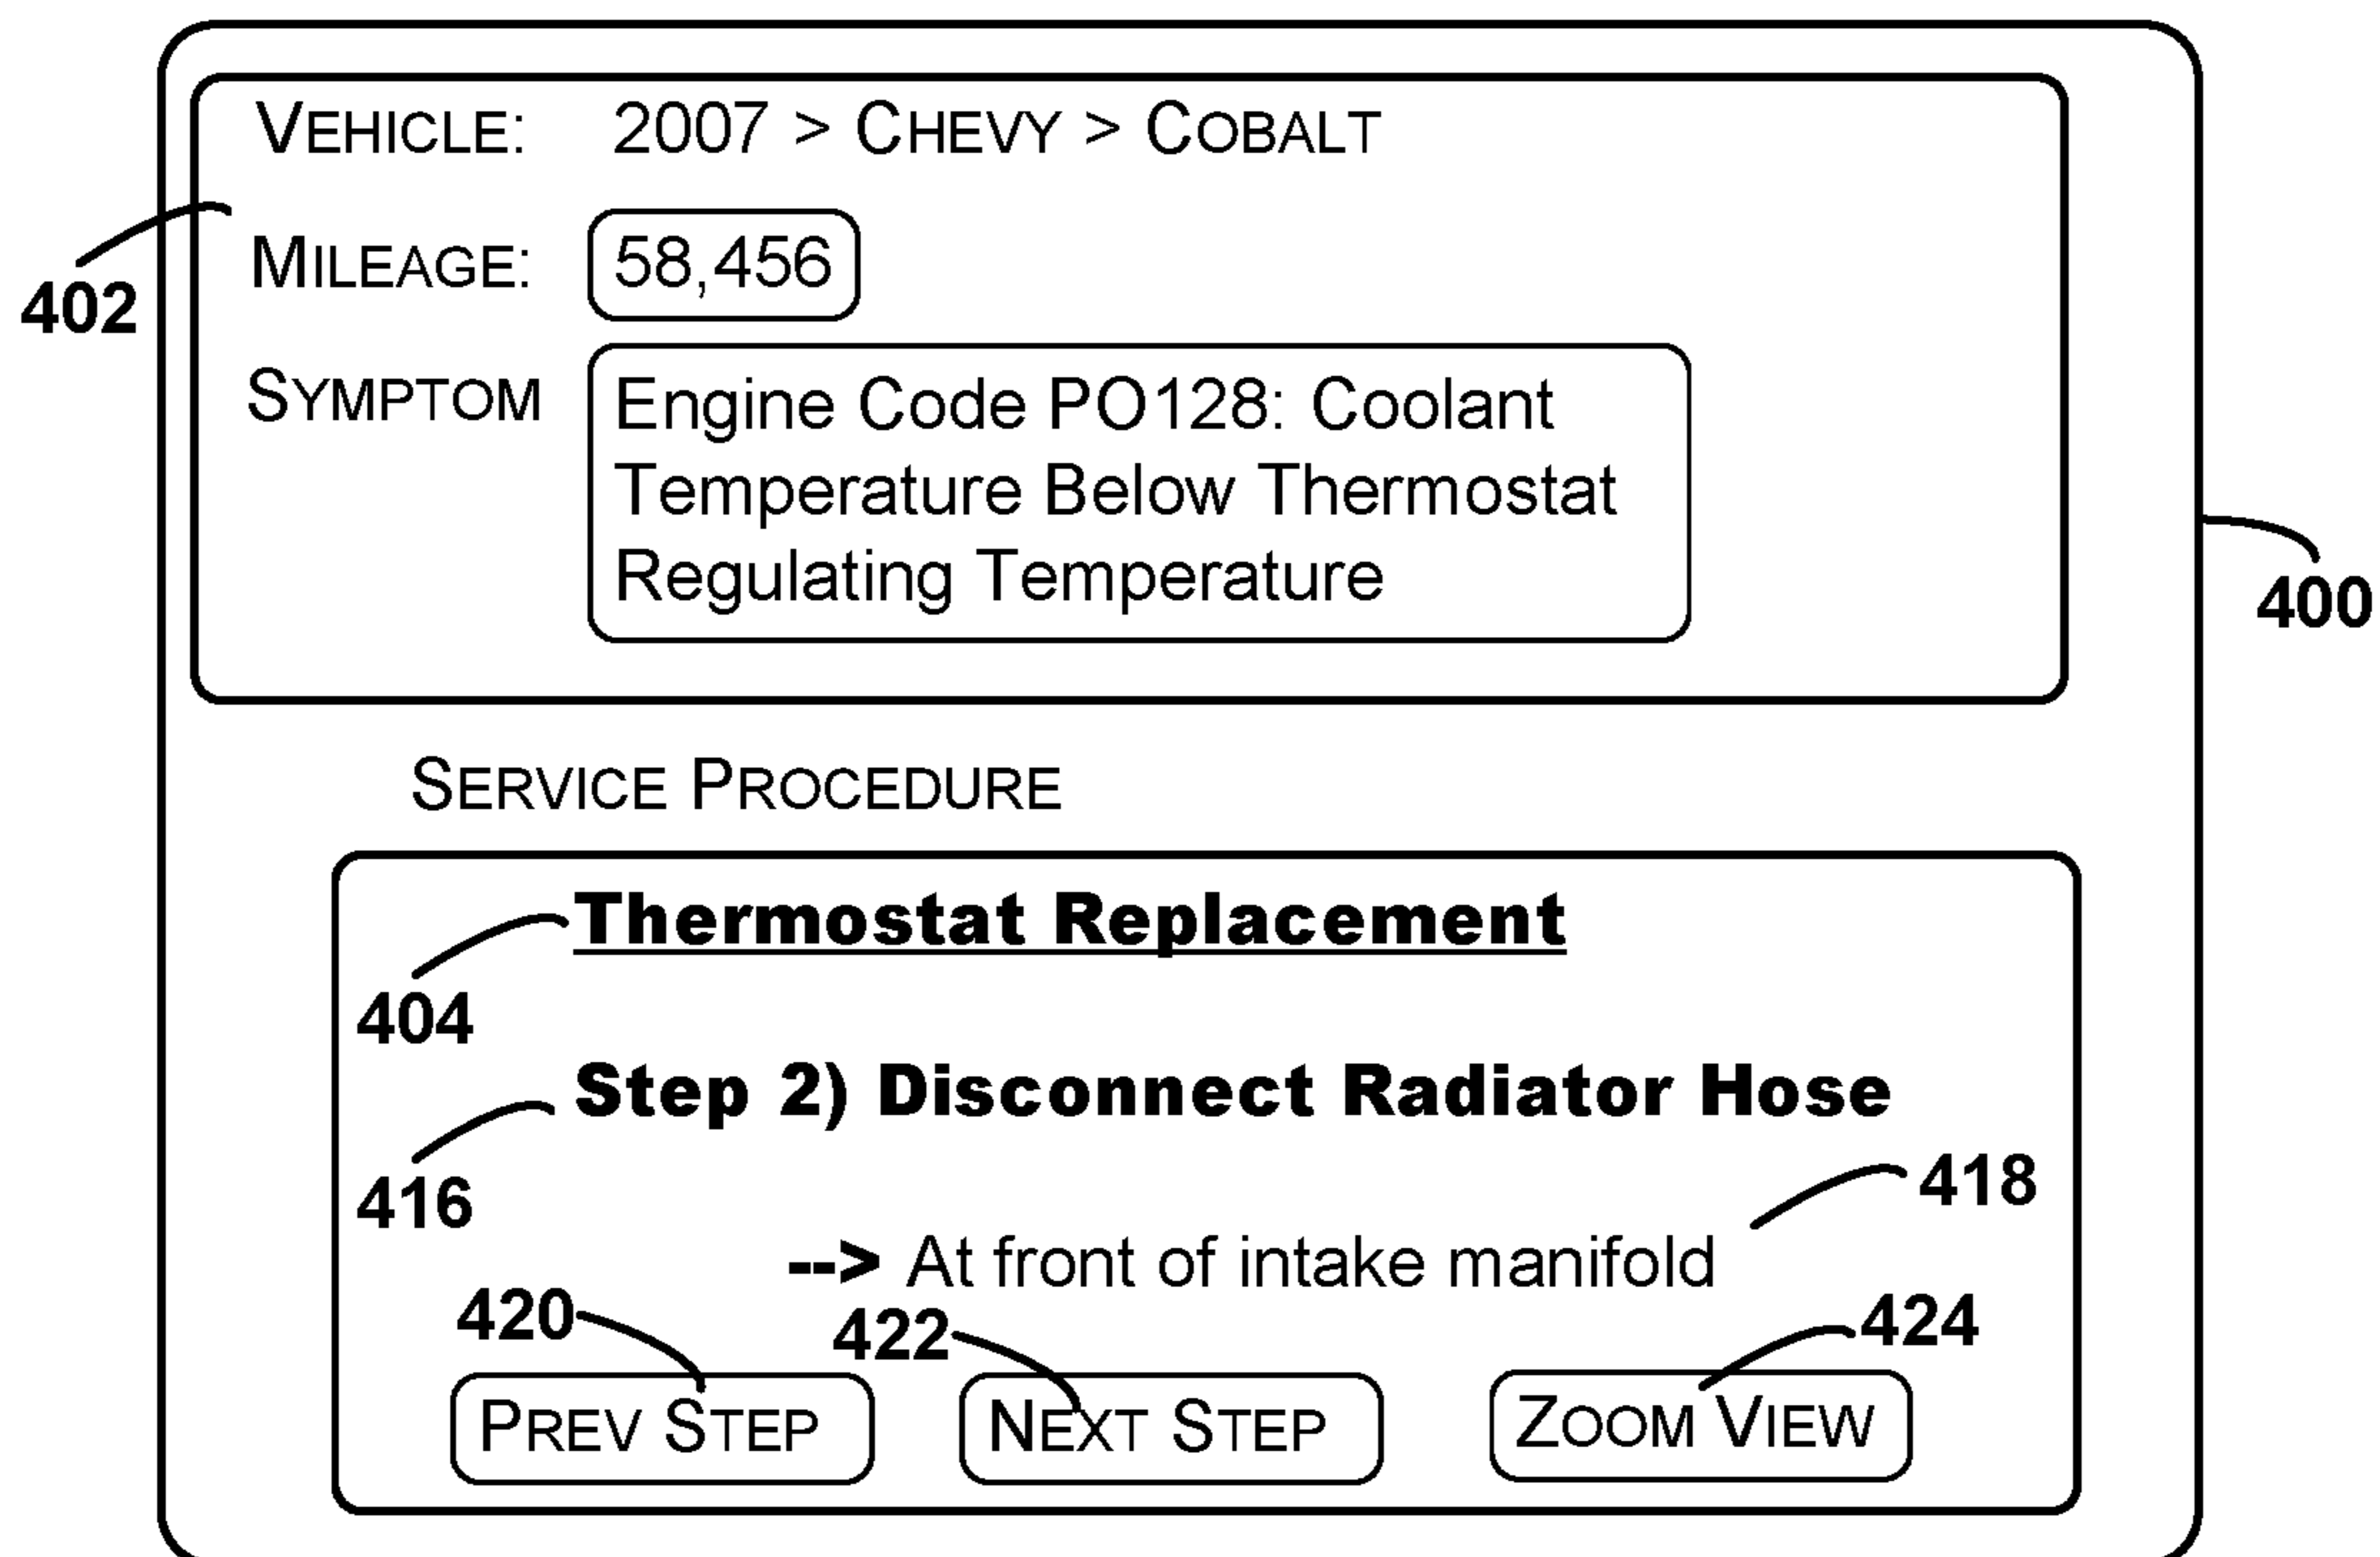 VEHICLE: 2007 > CHEVY > COBALT
402
MILEAGE: 58,456
SYMPTOM Engine Code PO128: Coolant
Temperature Below Thermostat
Regulating Temperature
400
SERVICE PROCEDURE
Thermostat Replacement
404
Step 2) Disconnect Radiator Hose
416
418
--> At front of intake manifold
420
422
424
PREV STEP
NEXT STEP
ZOOM VIEW